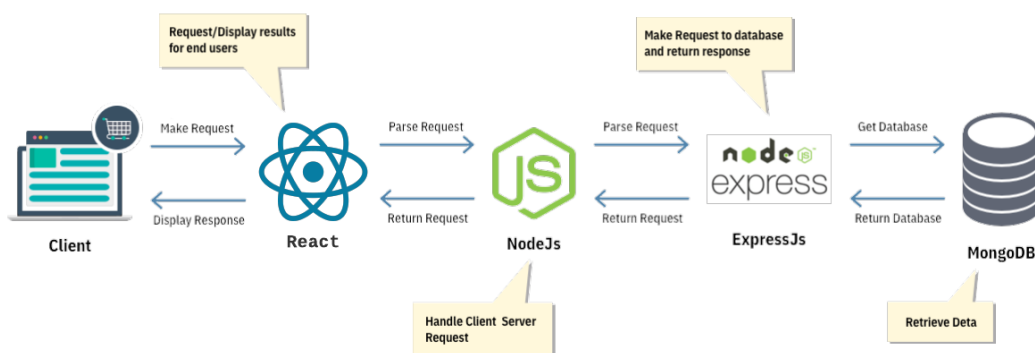 Request/Display results
for end users
Make Request to database
and return response
Make Request
Parse Request
Parse Request
Get Database
JS
node
JS
express
Display Response
Return Request
Return Request
Return Database
Client
React
NodeJs
ExpressJs
MongoDB
Handle Client Server
Request
Retrieve Deta